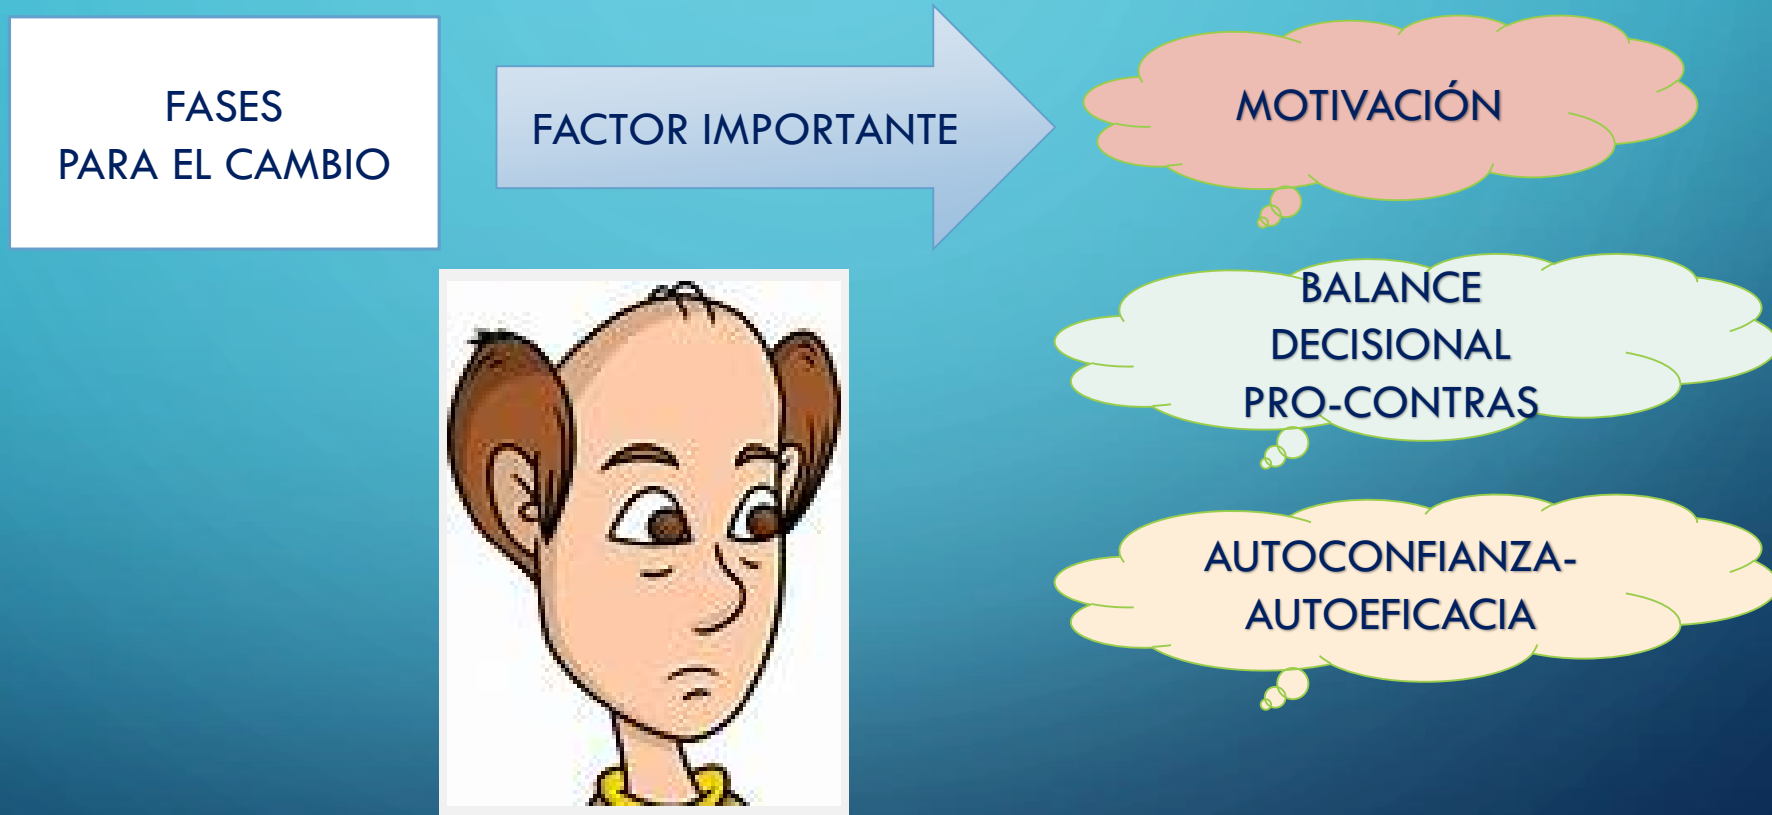 FASES
PARA EL CAMBIO
FACTOR IMPORTANTE
MOTIVACIÓN
BALANCE
DECISIONAL
PRO-CONTRAS
AUTOCONFIANZA-
AUTOEFICACIA